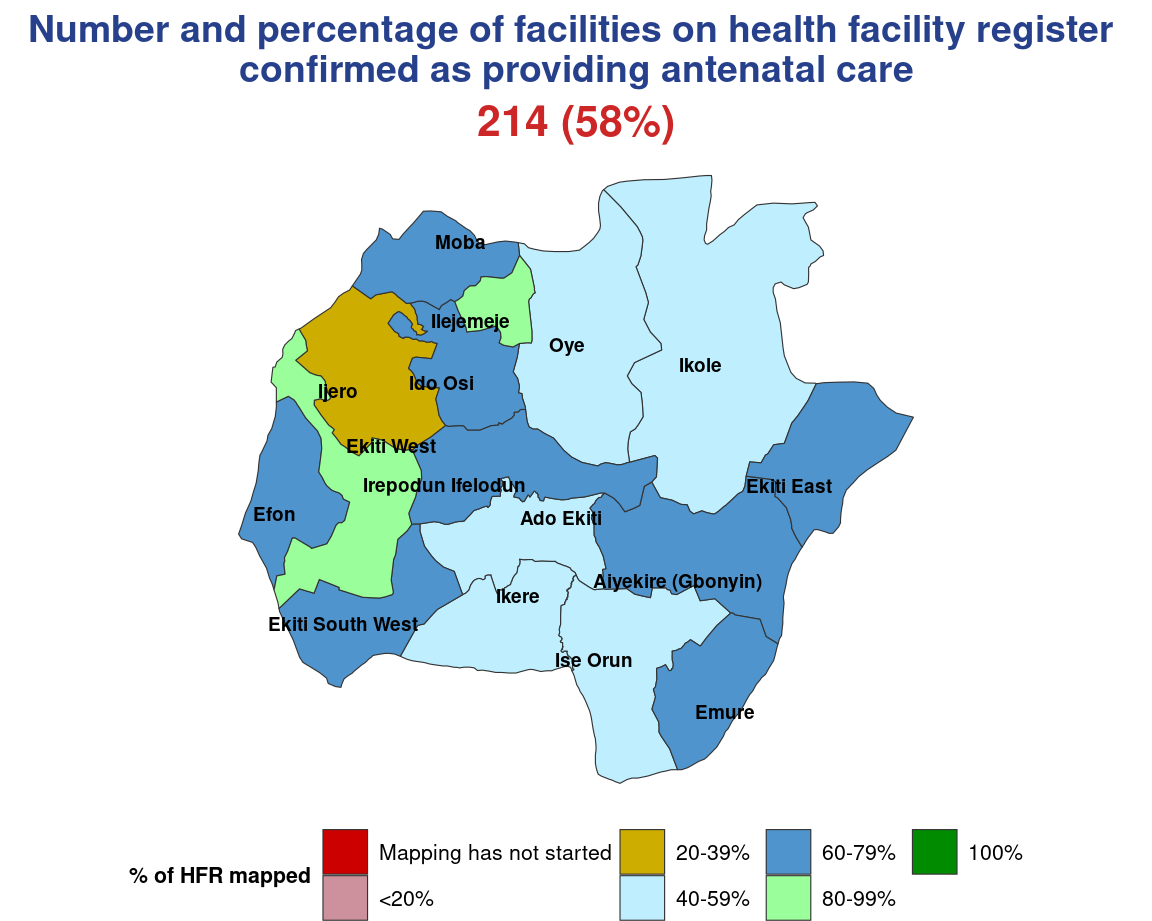 Number and percentage of facilities on health facility register
confirmed as providing antenatal care
214 (58%)
Moba
Ilejemeje
Oye
Ikole
Ido Osi
Ijero
Ekiti West
Irepodun Ifelodun
Ekiti East
Efon
Ado Ekiti
Aiyekire (Gbonyin)
Ikere
Ekiti South West
Ise Orun
Emure
% of HFR mapped
Mapping has not started
<20%
20-39%
40-59%
60-79%
80-99%
100%